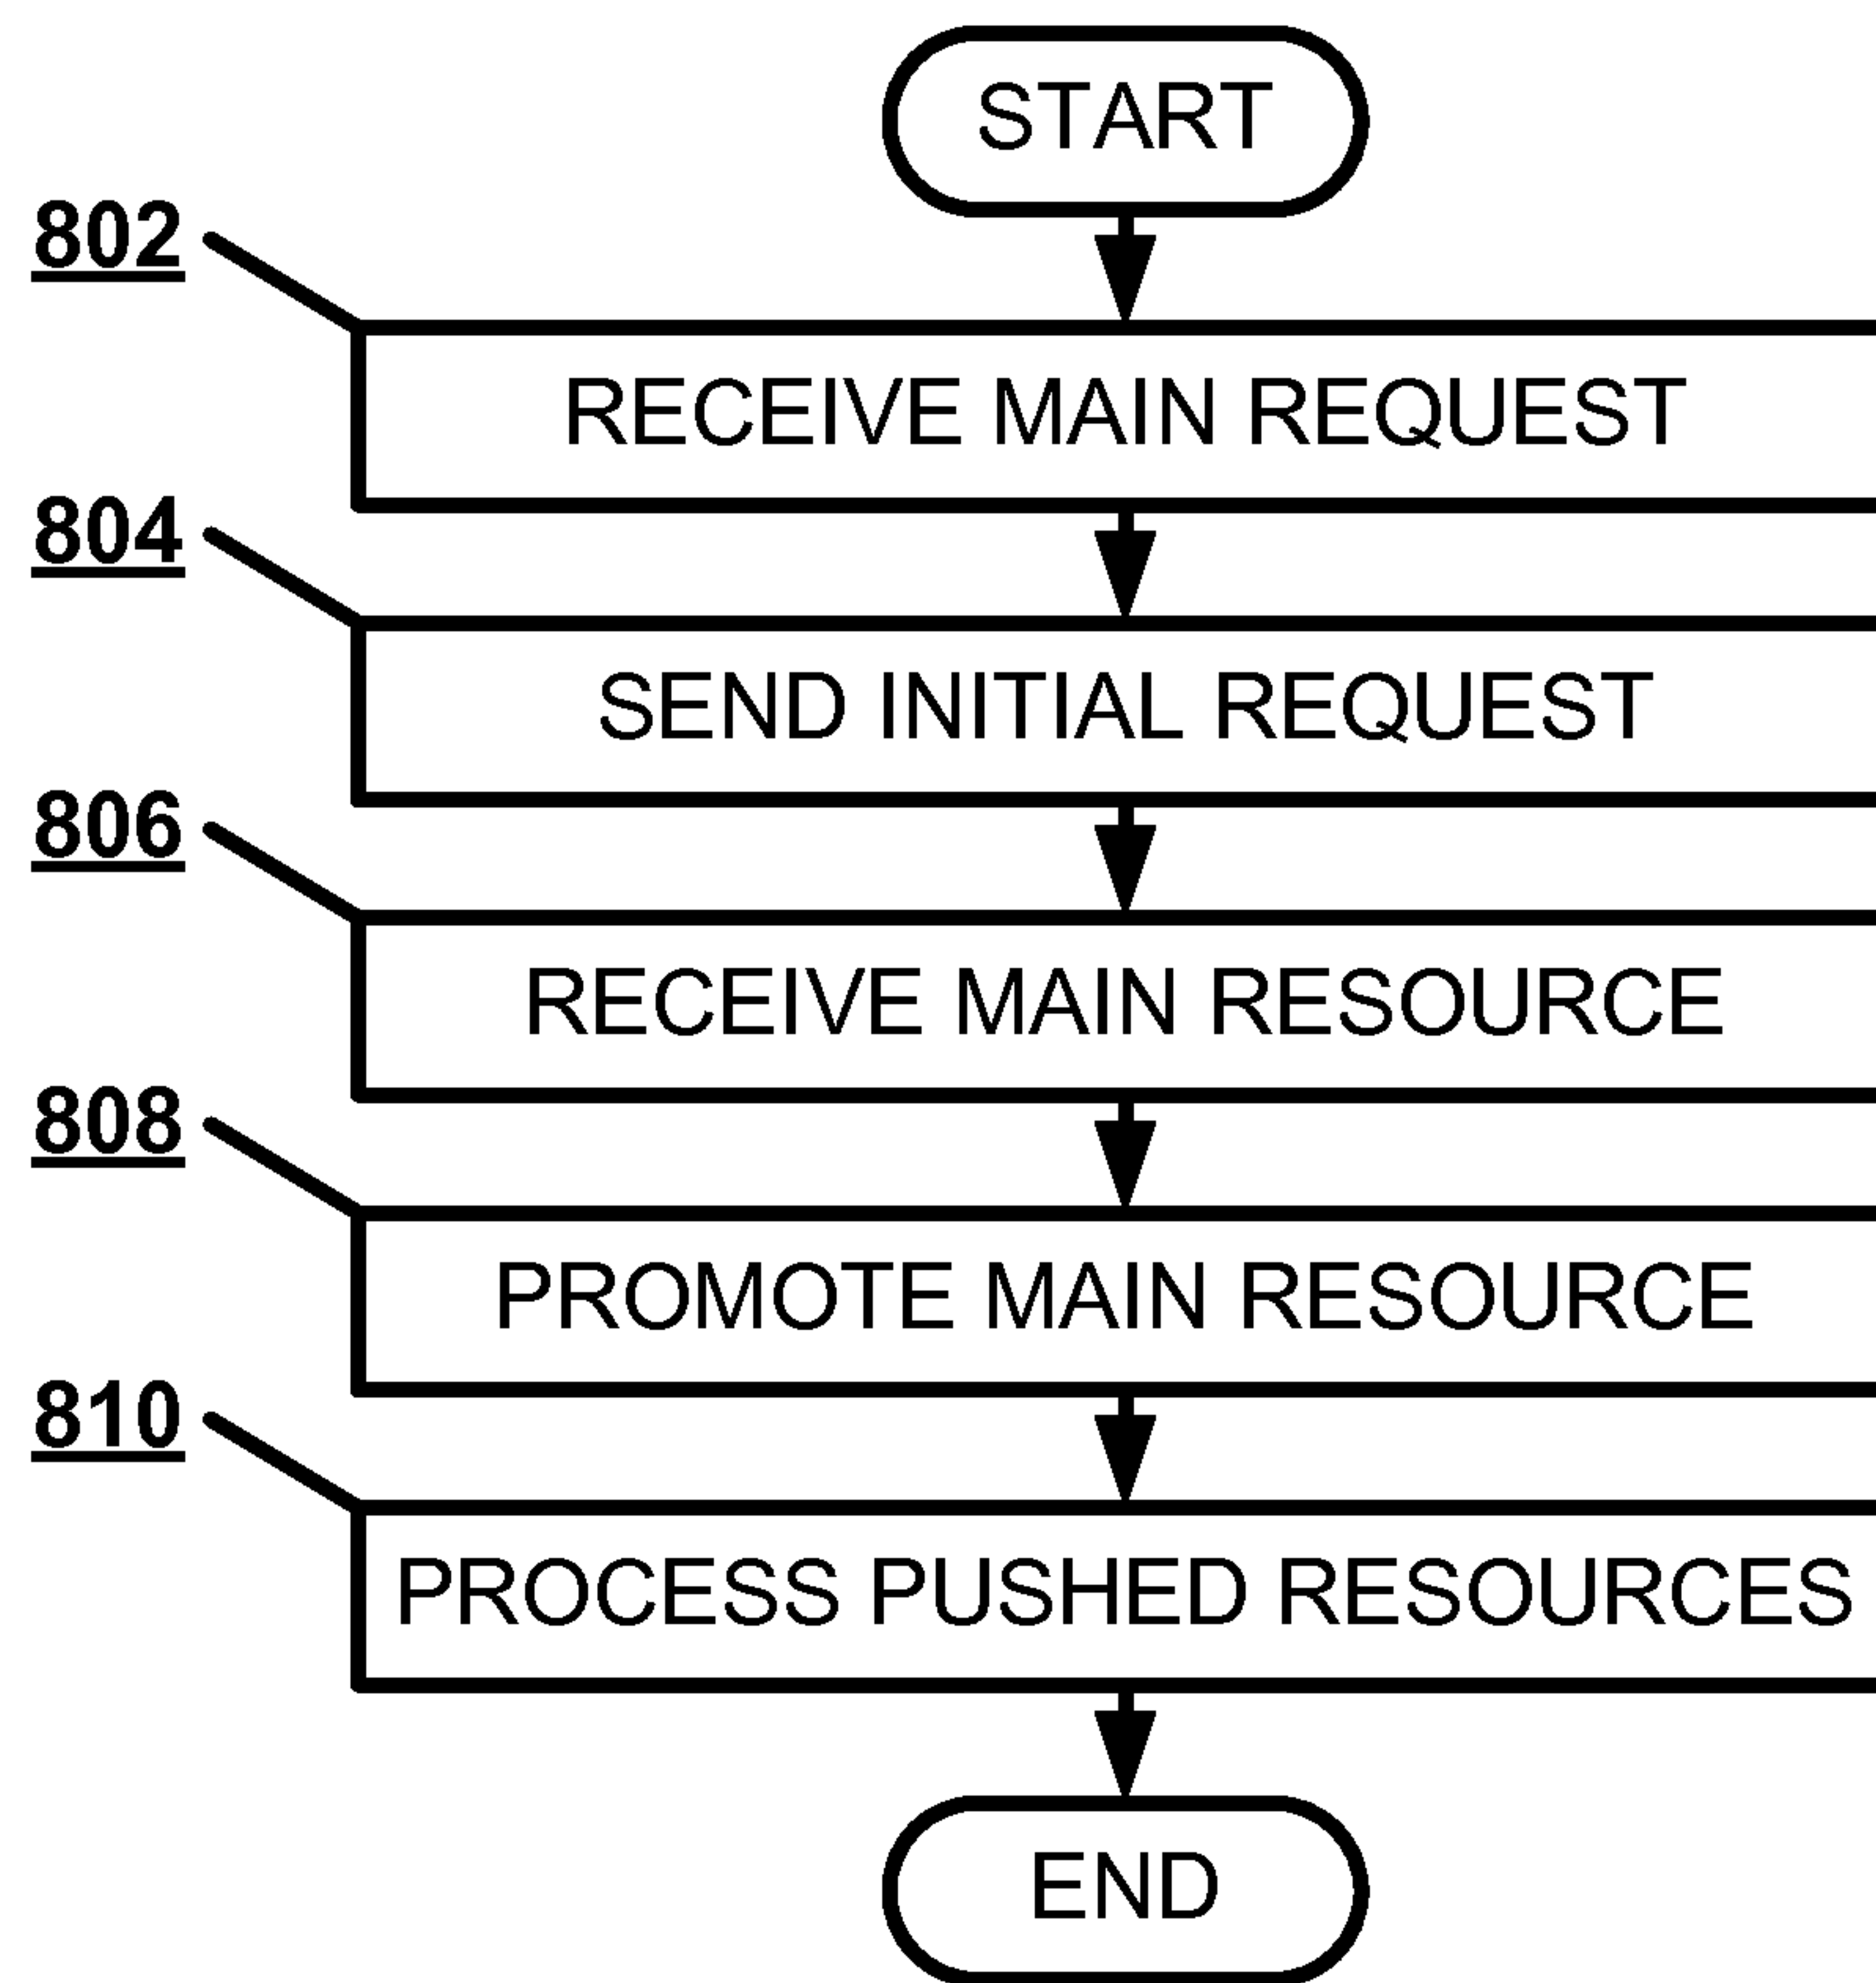 START
802
RECEIVE MAIN REQUEST
804
SEND INITIAL REQUEST
806
RECEIVE MAIN RESOURCE
808
PROMOTE MAIN RESOURCE
810
PROCESS PUSHED RESOURCES
END